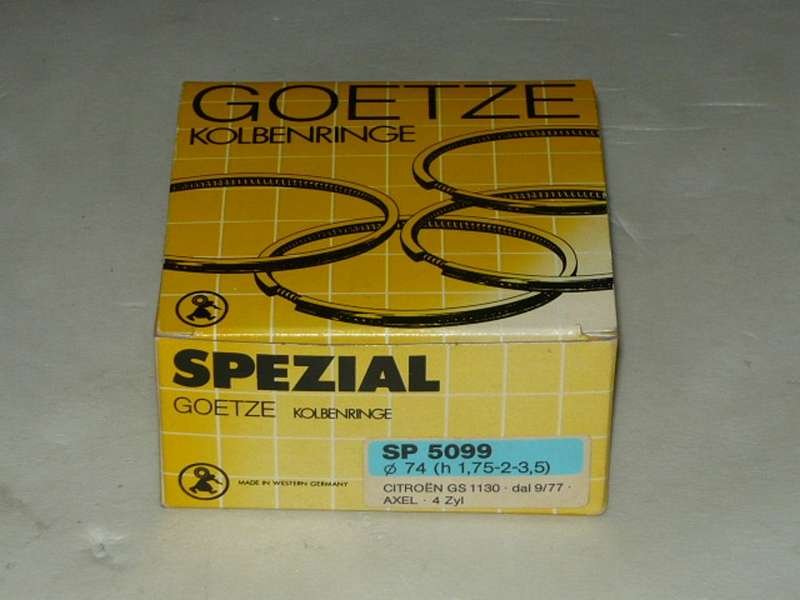 GOETZE
KOLBENRINGE
SPEZIAL
GOETZE KOLBENRINGE
SP 5099
ø 74 (h 1,75-2-3,5)
MADE IN WESTERN GERMANY
CITROËN GS 1130 · dal 9/77 ·
AXEL · 4 Zyl